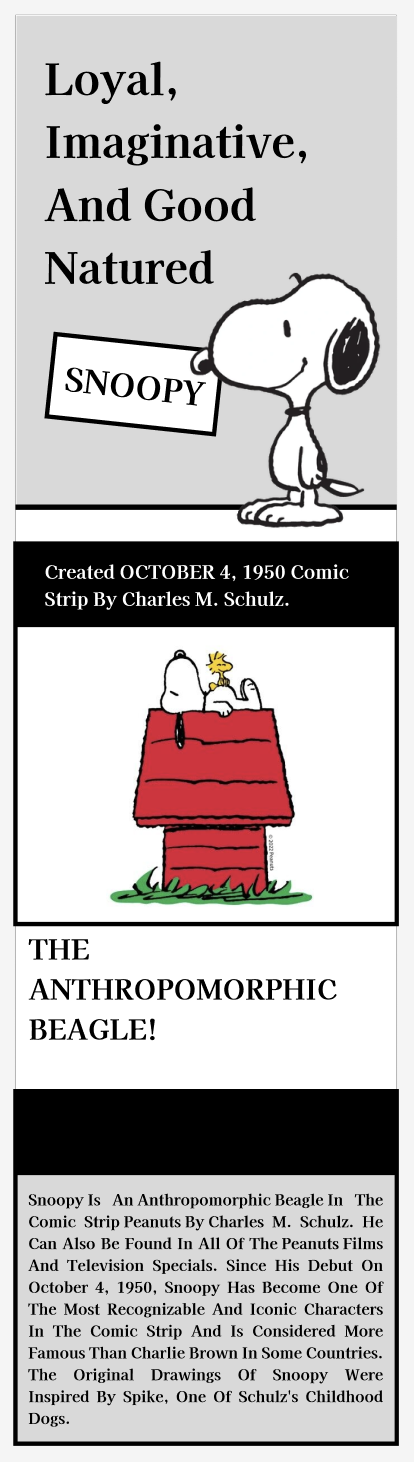 Loyal,
Imaginative,
And Good
Natured
SNOOPY
Created OCTOBER 4, 1950 Comic
Strip By Charles M. Schulz.
© 2022 Peanuts
THE
ANTHROPOMORPHIC
BEAGLE!
Snoopy Is An Anthropomorphic Beagle In The
Comic Strip Peanuts By Charles M. Schulz. He
Can Also Be Found In All Of The Peanuts Films
And Television Specials. Since His Debut On
October 4, 1950, Snoopy Has Become One Of
The Most Recognizable And Iconic Characters
In The Comic Strip And Is Considered More
Famous Than Charlie Brown In Some Countries.
The Original Drawings Of Snoopy Were
Inspired By Spike, One Of Schulz's Childhood
Dogs.